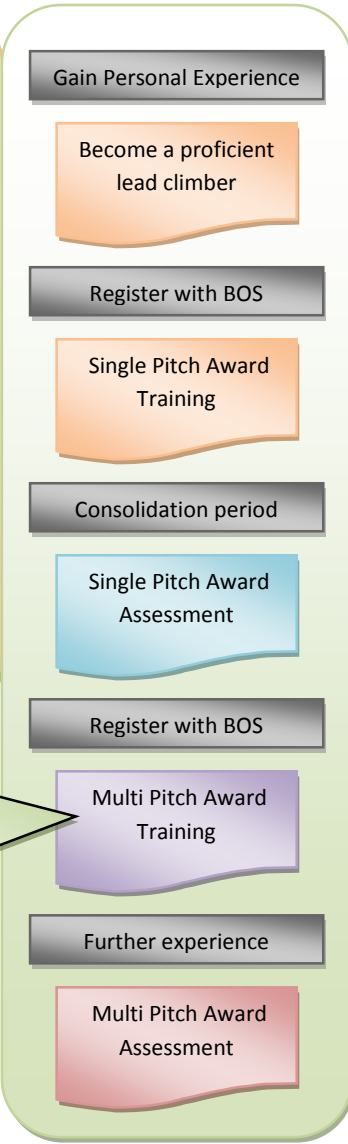 Gain Personal Experience
Become a proficient
lead climber
Register with BOS
Single Pitch Award
Training
Consolidation period
Single Pitch Award
Assessment
Register with BOS
Multi Pitch Award
Training
Further experience
Multi Pitch Award
Assessment